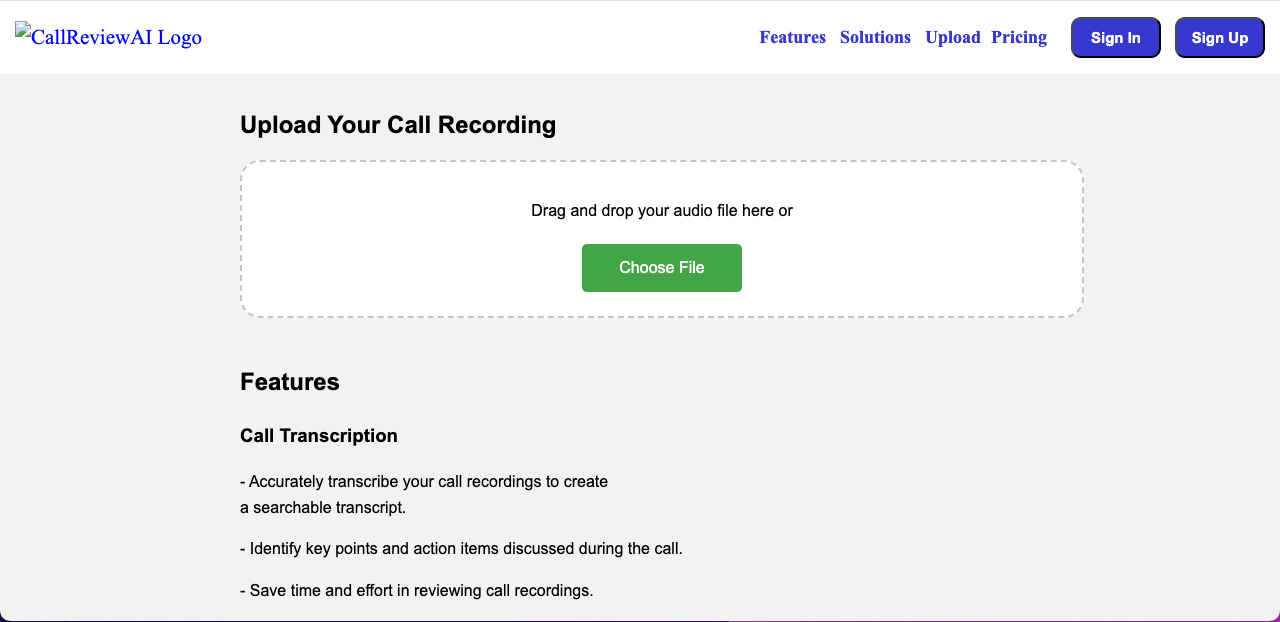 CallReviewAI Logo
Features Solutions Upload Pricing Sign In Sign Up
Upload Your Call Recording
Drag and drop your audio file here or
Choose File
Features
Call Transcription
- Accurately transcribe your call recordings to create
a searchable transcript.
- Identify key points and action items discussed during the call.
- Save time and effort in reviewing call recordings.